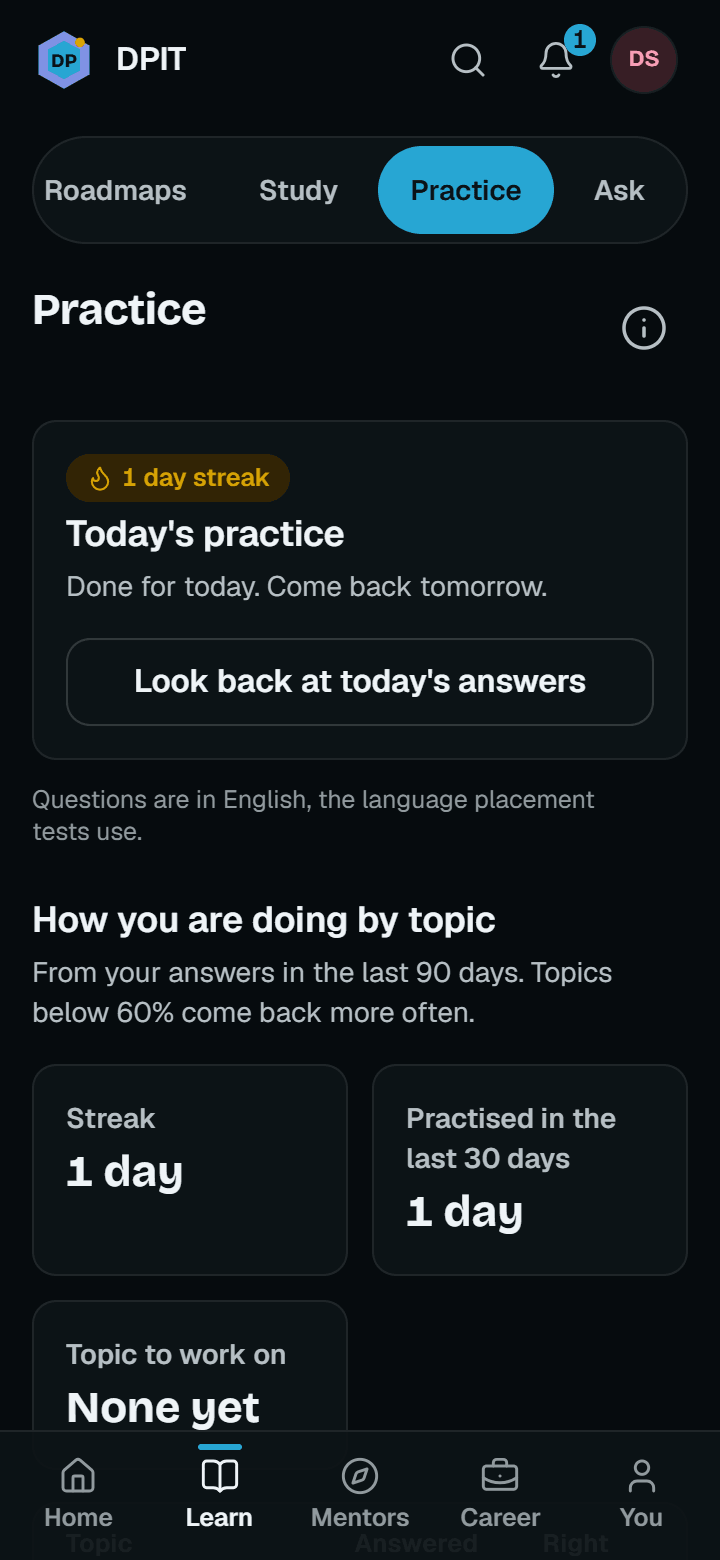 DP
DPIT
1
DS
Roadmaps
Study
Practice
Ask
Practice
1 day streak
Today's practice
Done for today. Come back tomorrow.
Look back at today's answers
Questions are in English, the language placement
tests use.
How you are doing by topic
From your answers in the last 90 days. Topics
below 60% come back more often.
Streak
1 day
Practised in the
last 30 days
1 day
Topic to work on
None yet
Home
Learn
Mentors
Career
You
Topic
Answered
Right